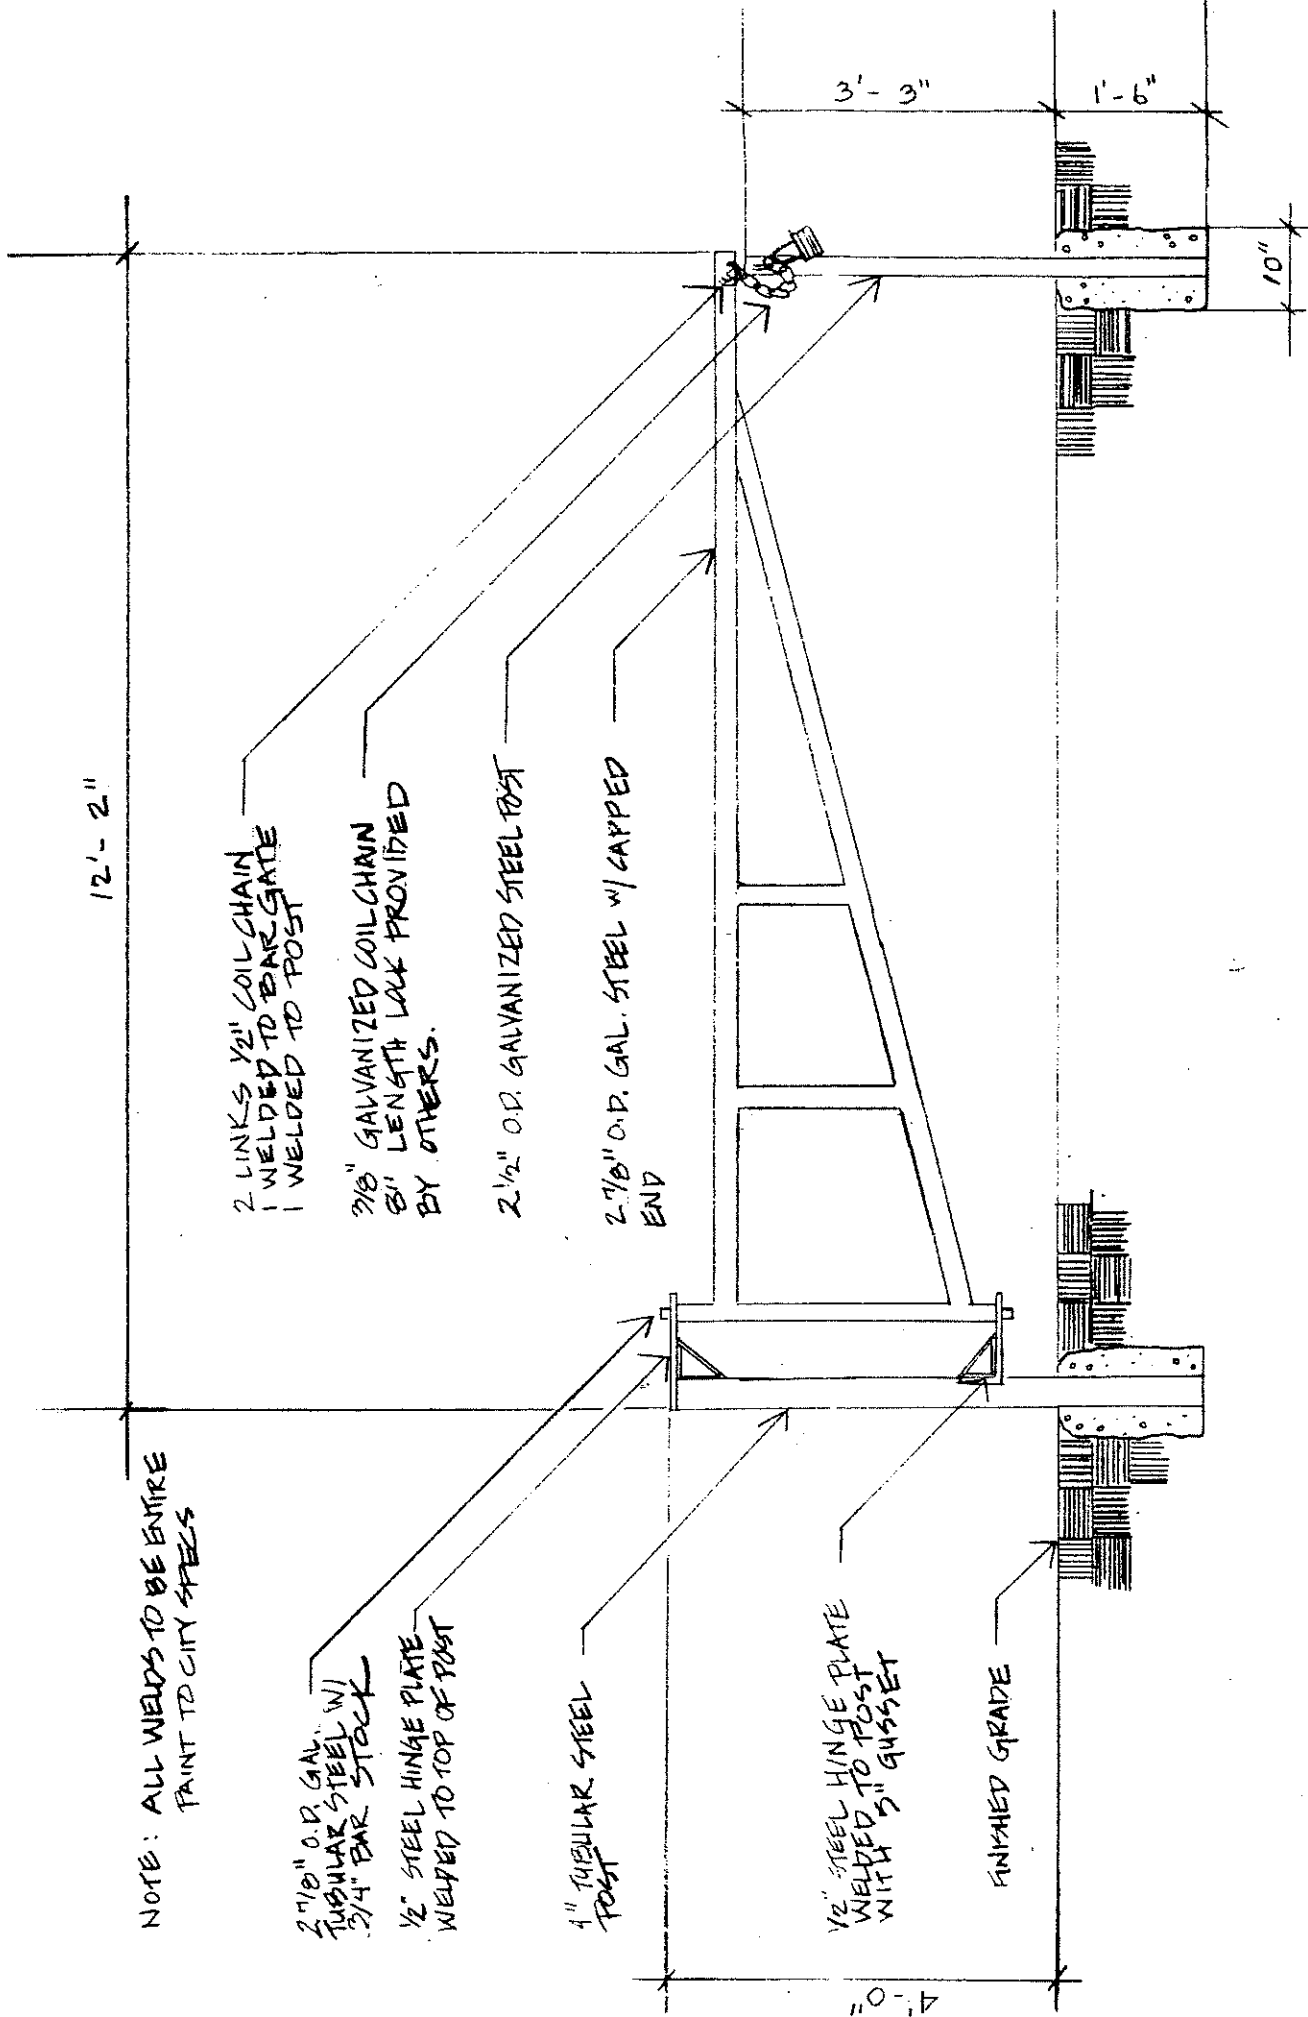 12'-2"
NOTE: ALL WELDS TO BE ENTIRE
PAINT TO CITY SPECS
2 LINKS 1/2" COIL CHAIN
1 WELDED TO BAR GATE
1 WELDED TO POST
3/8" GALVANIZED COIL CHAIN
8" LENGTH LOCK PROVIDED
BY OTHERS.
2 1/2" O.D. GALVANIZED STEEL POST
2 7/8" O.D. GAL. STEEL W/ CAPPED
END
2 7/8" O.D. GAL.
TUBULAR STEEL W/
3/4" BAR STOCK
1/2" STEEL HINGE PLATE
WELDED TO TOP OF POST
4" TUBULAR STEEL
POST
1/2" STEEL HINGE PLATE
WELDED TO POST
WITH 5" GUSSET
FINISHED GRADE
4'-0"
3'-3"
1'-6"
10"